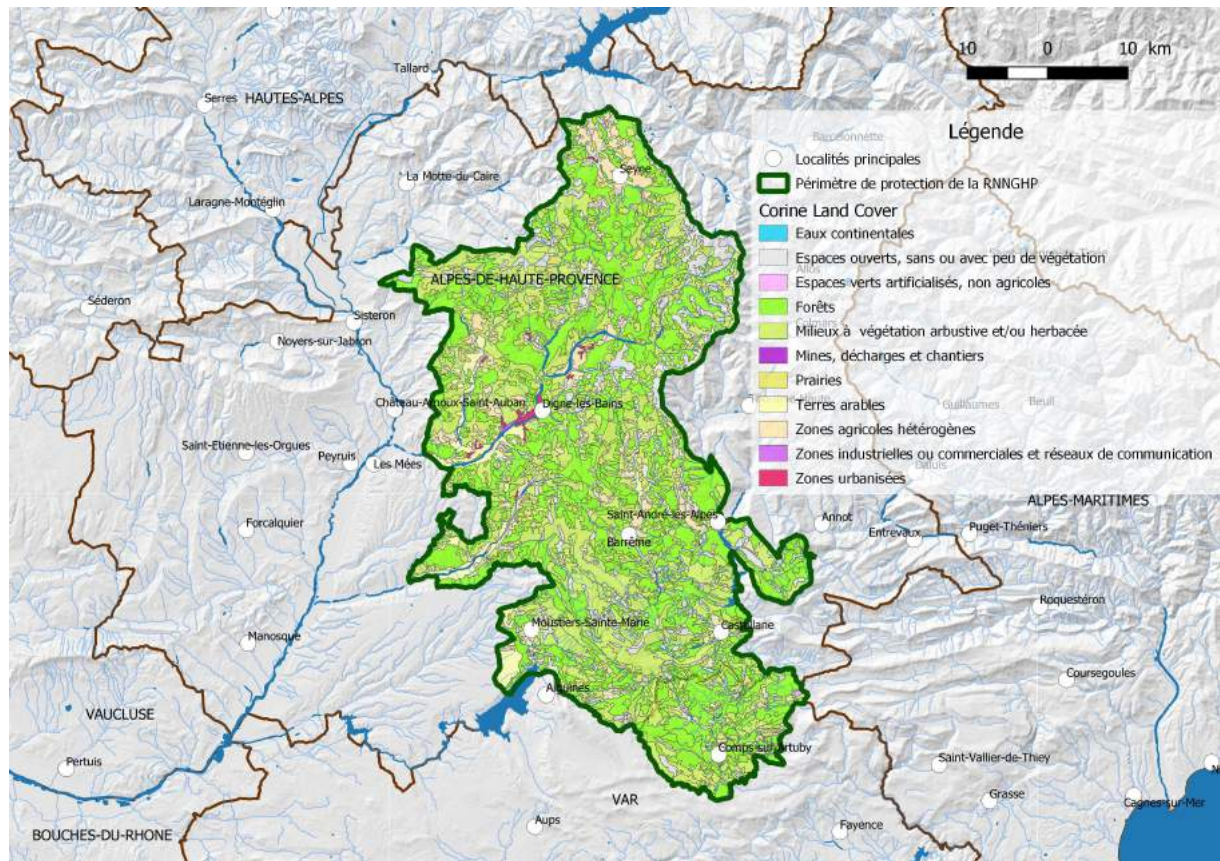 10 0 10 km
Tallard
Serres
HAUTES-ALPES
Légende
Barcelonnette
Localités principales
Périmètre de protection de la RNNGHP
Corine Land Cover
Eaux continentales
Espaces ouverts, sans ou avec peu de végétation
Espaces verts artificialisés, non agricoles
Forêts
Milieux à végétation arbustive et/ou herbacée
Mines, décharges et chantiers
Prairies
Terres arables
Zones agricoles hétérogènes
Zones industrielles ou commerciales et réseaux de communication
Zones urbanisées
Seyne
La Motte-du-Caire
Laragne-Montéglin
Allos
ALPES-DE-HAUTE-PROVENCE
Séderon
Sisteron
Noyers-sur-Jabron
Château-Arnoux-Saint-Auban
Digne-les-Bains
Guillaumes
Beuil
Saint-Etienne-les-Orgues
Peyruis
Les Mées
Daluis
ALPES-MARITIMES
Forcalquier
Saint-André-les-Alpes
Barrême
Annot
Entrevaux
Puget-Théniers
Roquestéron
Manosque
Moustiers-Sainte-Marie
Castellane
Coursegoules
Aiguines
VAUCLUSE
Pertuis
Comps-sur-Artuby
Saint-Vallier-de-Thiey
Grasse
Cagnes-sur-Mer
N
VAR
BOUCHES-DU-RHONE
Aups
Fayence